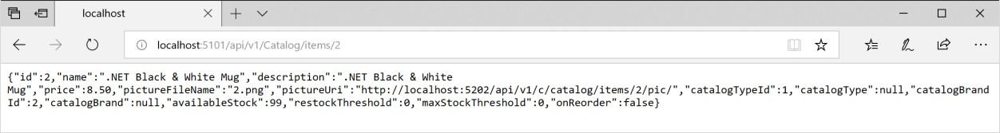 localhost
localhost:5101/api/v1/Catalog/items/2
{"id":2,"name":".NET Black & White Mug","description":".NET Black & White
Mug","price":8.50,"pictureFileName":"2.png","pictureUri":"http://localhost:5202/api/v1/c/catalog/items/2/pic/","catalogTypeId":1,"catalogType":null,"catalogBrand
Id":2,"catalogBrand":null,"availableStock":99,"restockThreshold":0,"maxStockThreshold":0,"onReorder":false}